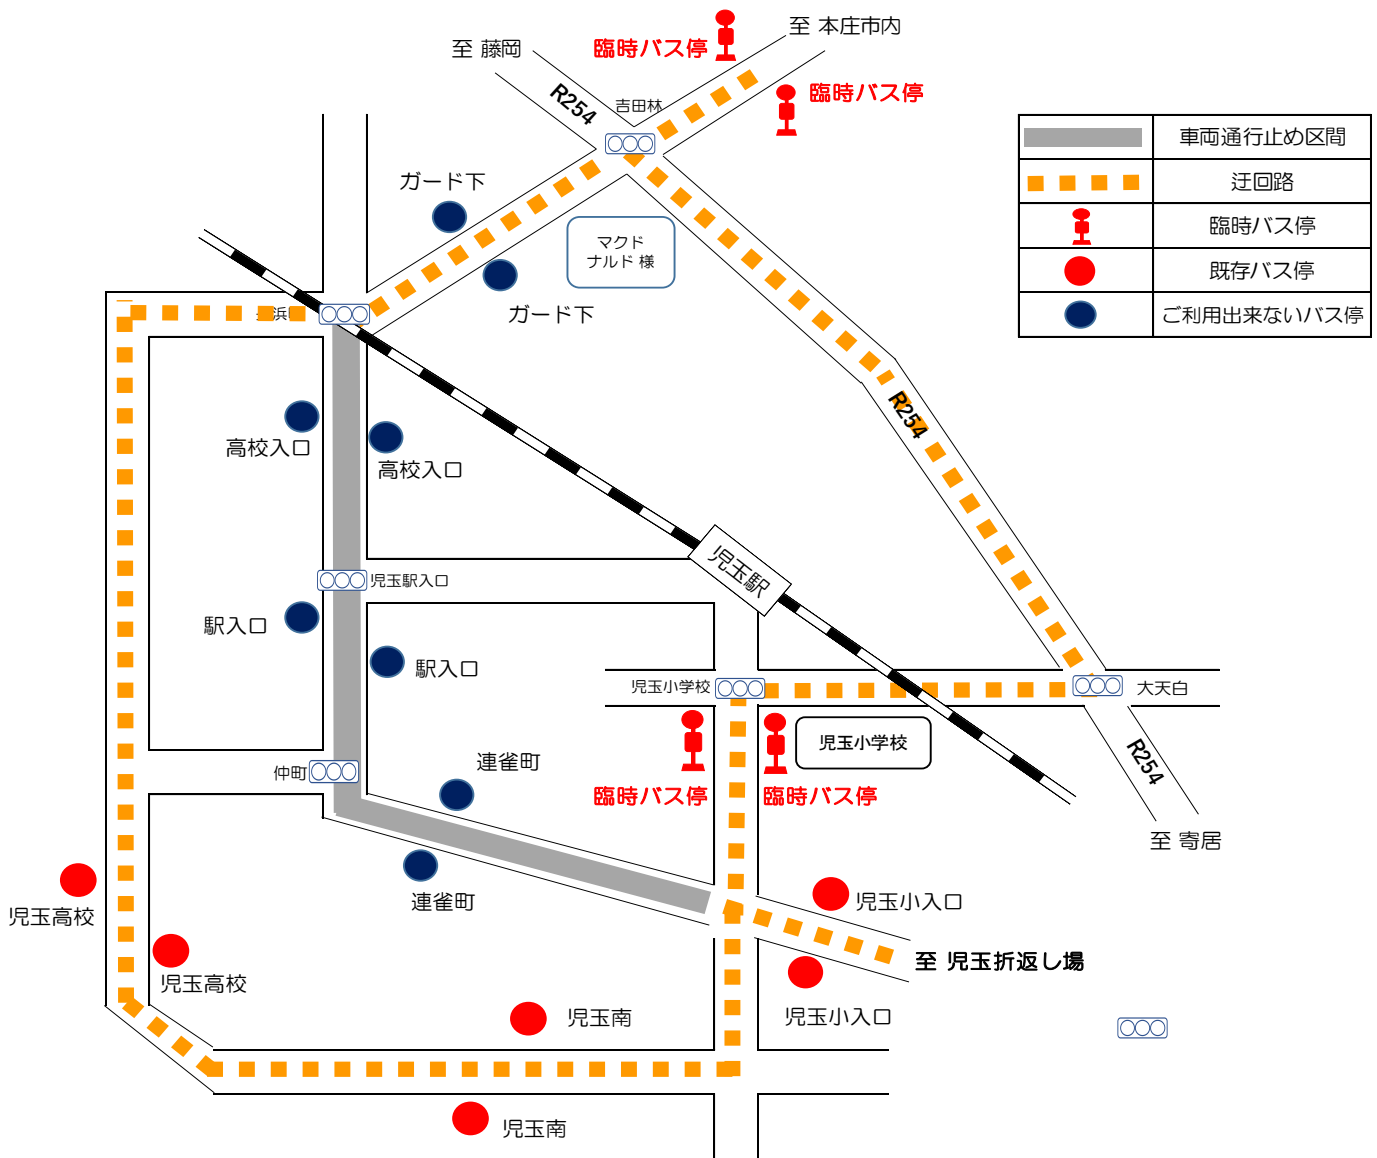 至 本庄市内
至 藤岡
臨時バス停
臨時バス停
R254
吉田林
車両通行止め区間
迂回路
臨時バス停
既存バス停
ご利用出来ないバス停
ガード下
マクド
ナルド 様
ガード下
R254
高校入口
高校入口
児玉駅
児玉駅入口
駅入口
駅入口
児玉小学校
大天白
児玉小学校
R254
連雀町
仲町
臨時バス停
臨時バス停
至 寄居
連雀町
児玉小入口
児玉高校
至 児玉折返し場
児玉高校
児玉南
児玉小入口
児玉南